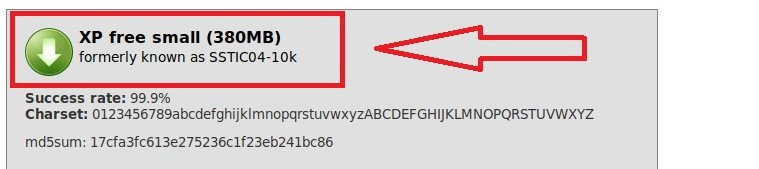 XP free small (380MB)
formerly known as SSTIC04-10k
Success rate: 99.9%
Charset: 0123456789abcdefghijklmnopqrstuvwxyzABCDEFGHIJKLMNOPQRSTUVWXYZ
md5sum: 17cfa3fc613e275236c1f23eb241bc86